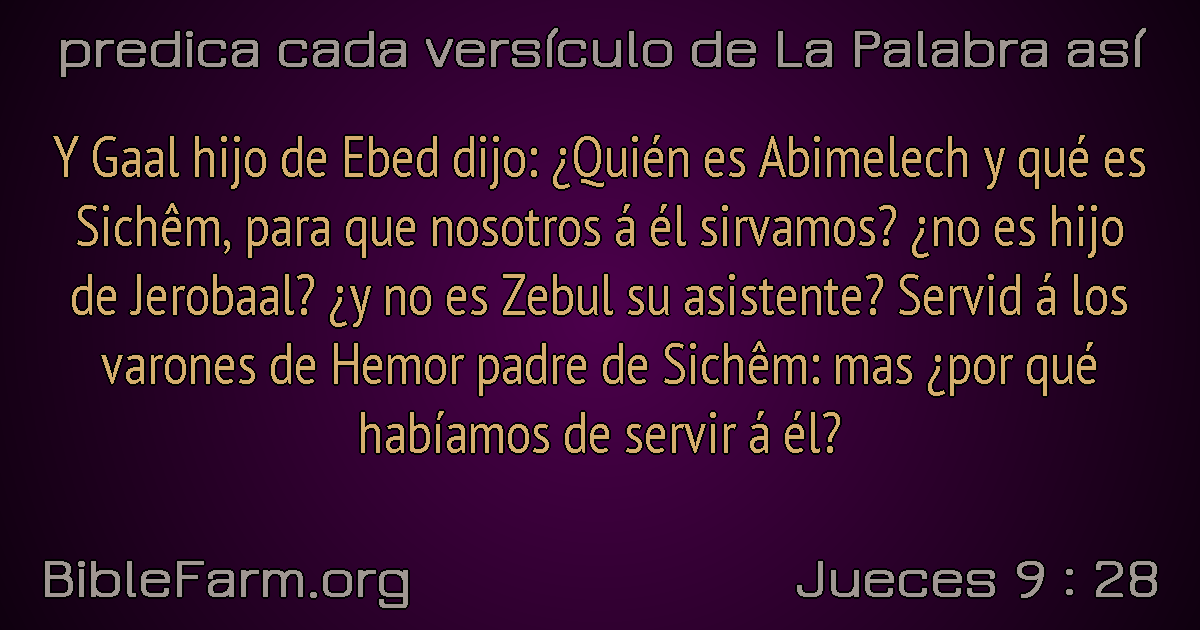 predica cada versículo de La Palabra así
Y Gaal hijo de Ebed dijo: ¿Quién es Abimelech y qué es
Sichêm, para que nosotros á él sirvamos? ¿no es hijo
de Jerobaal? ¿y no es Zebul su asistente? Servid á los
varones de Hemor padre de Sichêm: mas ¿por qué
habíamos de servir á él?
BibleFarm.org
Jueces 9 : 28